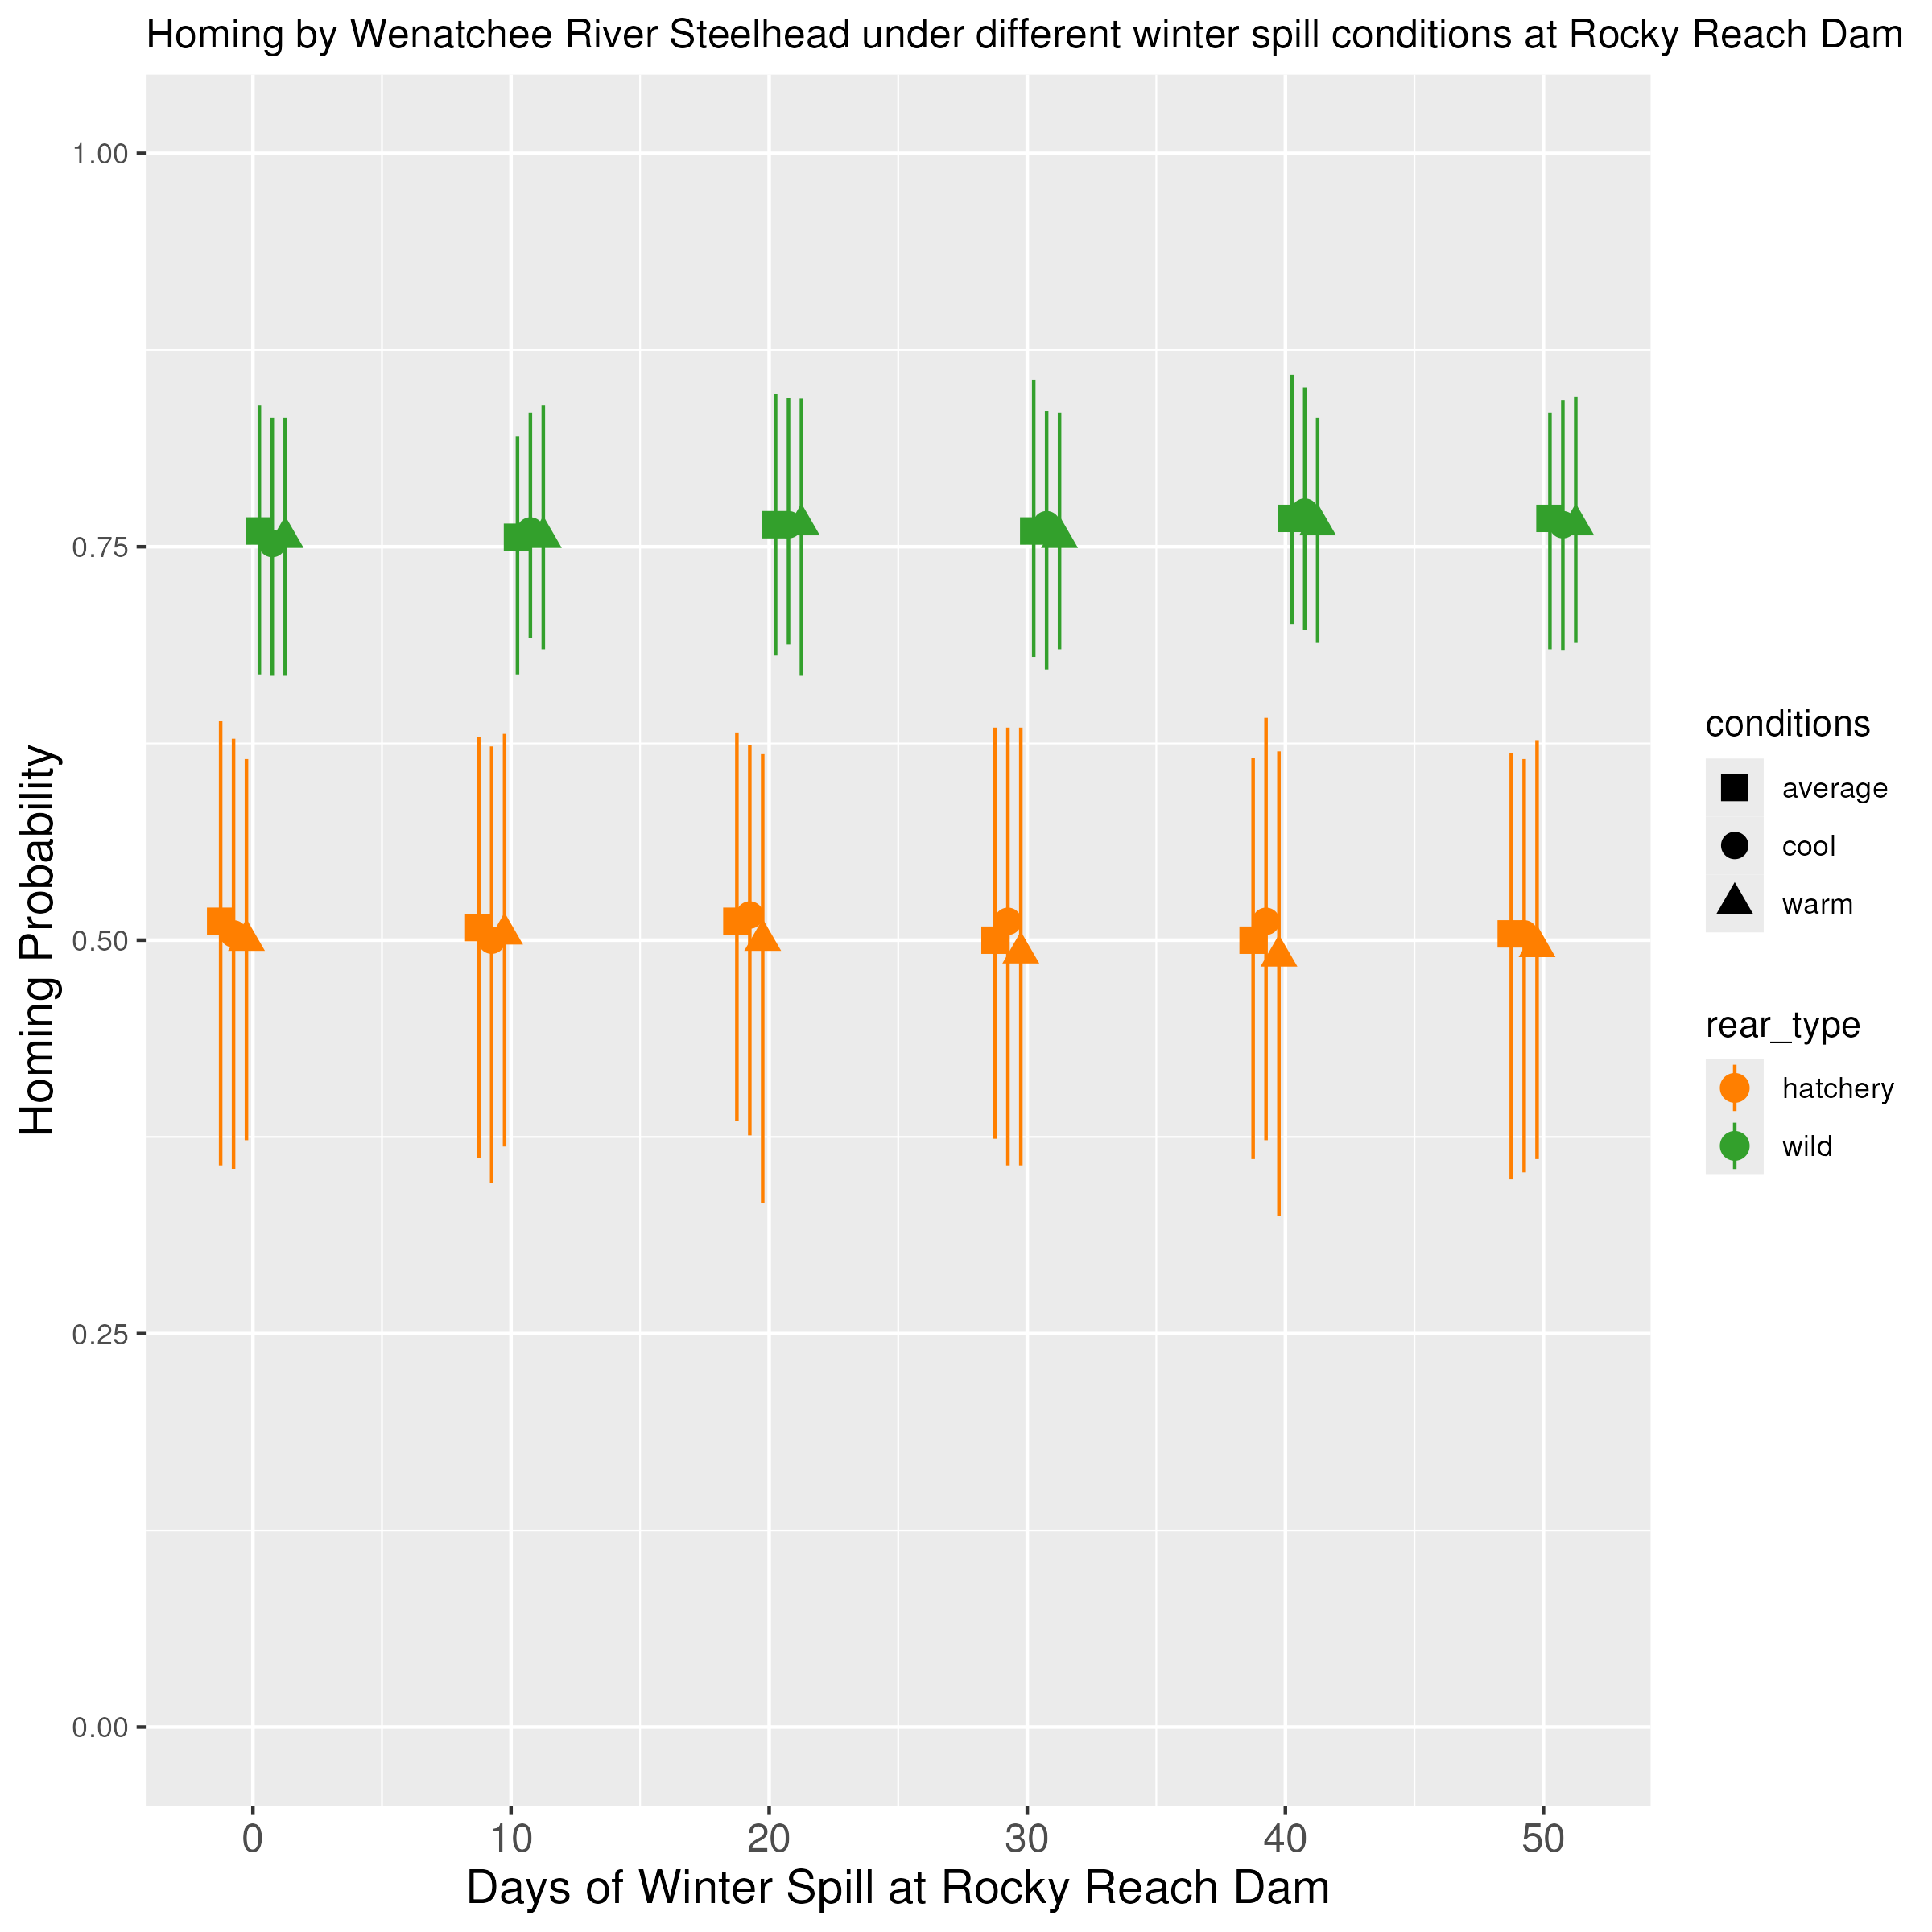 Homing by Wenatchee River Steelhead under different winter spill conditions at Rocky Reach Dam
1.00
0.75
0.50
0.25
0.00
Homing Probability
0 10 20 30 40 50
Days of Winter Spill at Rocky Reach Dam
conditions
average
cool
warm
rear_type
hatchery
wild